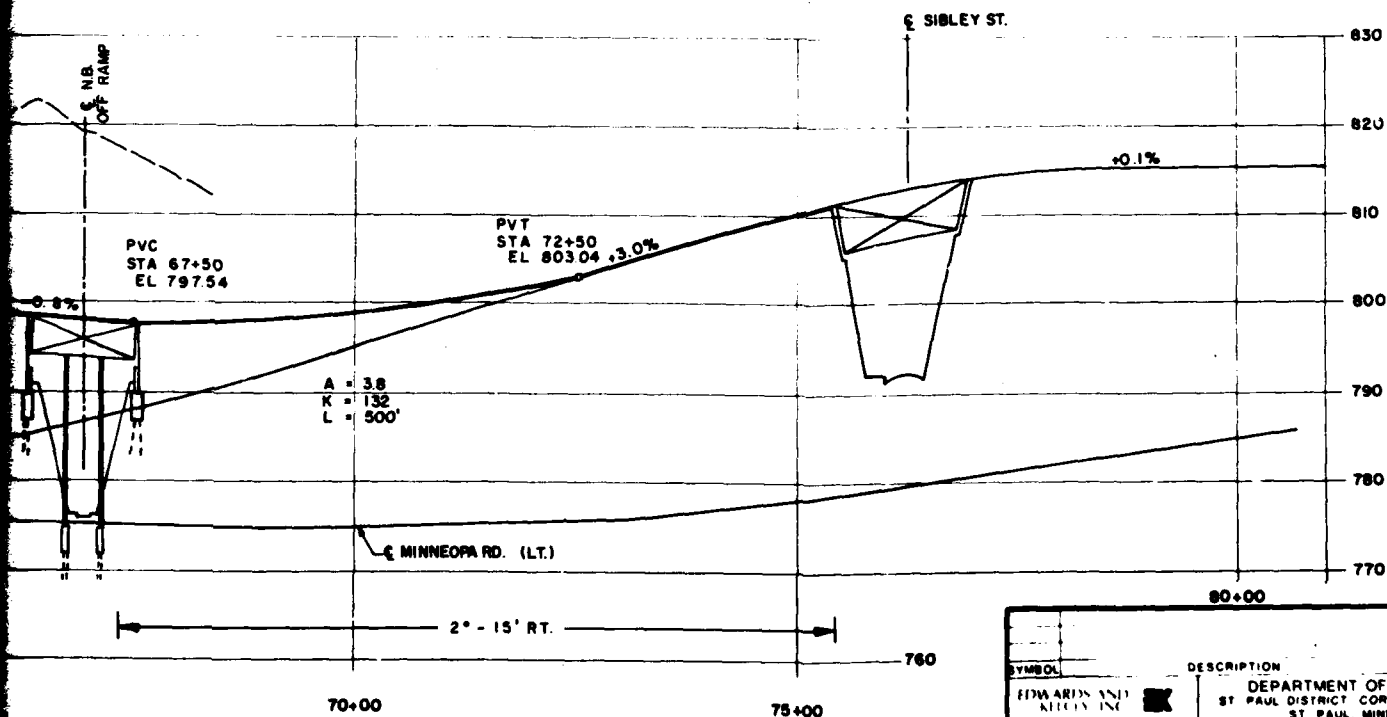 ℄ SIBLEY ST.
830
℄ N.B.
OFF RAMP
820
+0.1%
810
PVT
STA 72+50
EL 803.04
+3.0%
PVC
STA 67+50
EL 797.54
-0.8%
800
A = 3.8
K = 132
L = 500'
790
780
℄ MINNEOPA RD. (LT.)
770
80+00
2° - 15' RT.
760
SYMBOL
DESCRIPTION
EDWARDS AND
KELCEY, INC
DEPARTMENT OF
ST PAUL DISTRICT COR
ST. PAUL MINN
70+00
75+00